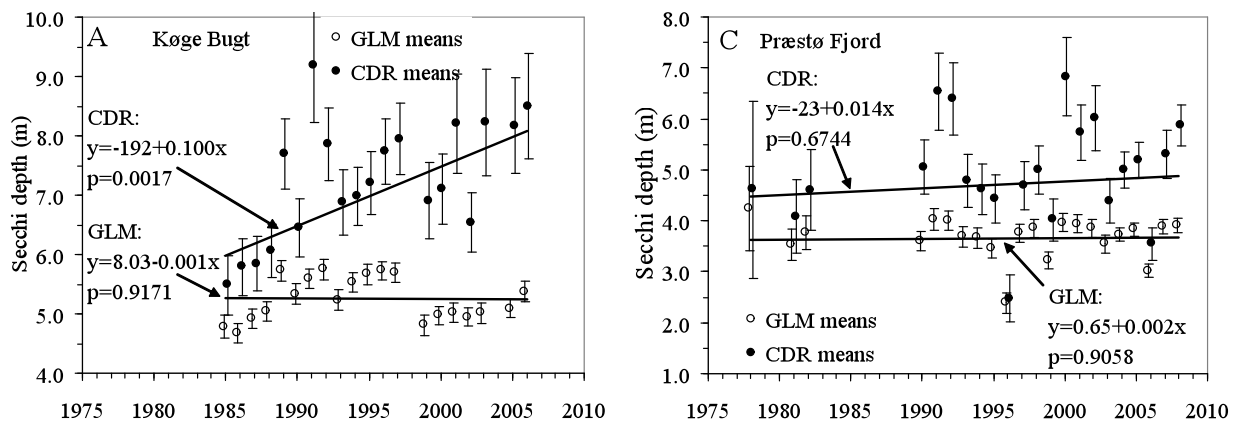 A
Køge Bugt
GLM means
CDR means
CDR:
y=-192+0.100x
p=0.0017
GLM:
y=8.03-0.001x
p=0.9171
Secchi depth (m)
10.0
9.0
8.0
7.0
6.0
5.0
4.0
1975
1980
1985
1990
1995
2000
2005
2010
C
Præstø Fjord
CDR:
y=-23+0.014x
p=0.6744
GLM means
CDR means
GLM:
y=0.65+0.002x
p=0.9058
Secchi depth (m)
8.0
7.0
6.0
5.0
4.0
3.0
2.0
1.0
1975
1980
1985
1990
1995
2000
2005
2010